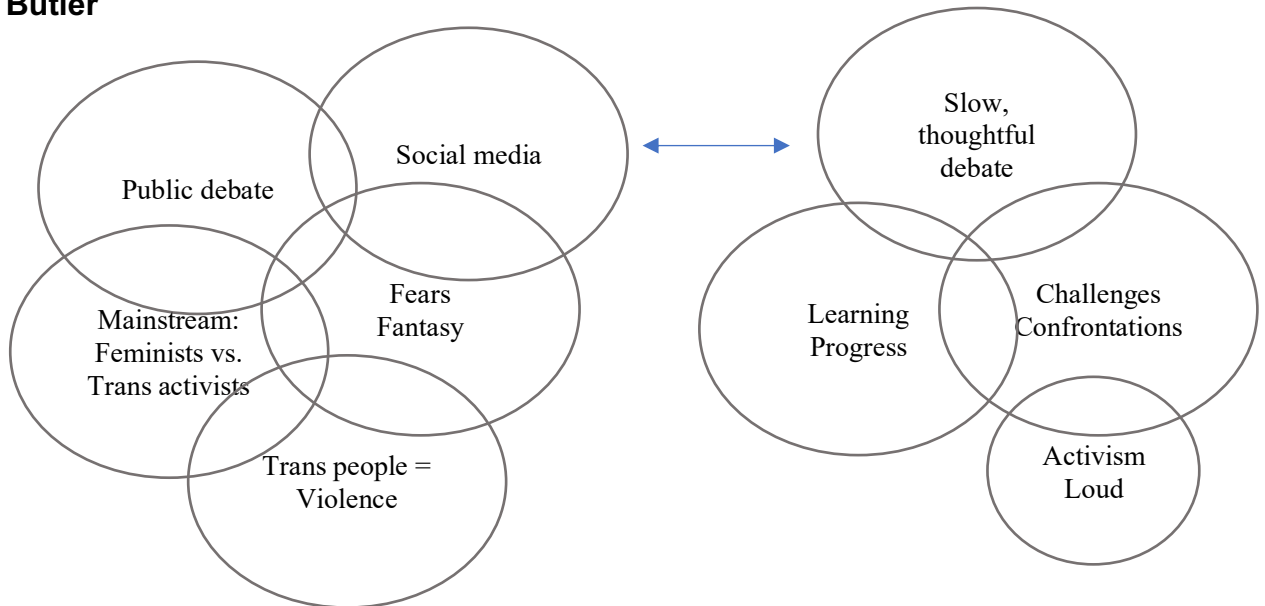 Butler
Public debate
Social media
Mainstream:
Feminists vs.
Trans activists
Fears
Fantasy
Trans people =
Violence
Slow,
thoughtful
debate
Learning
Progress
Challenges
Confrontations
Activism
Loud